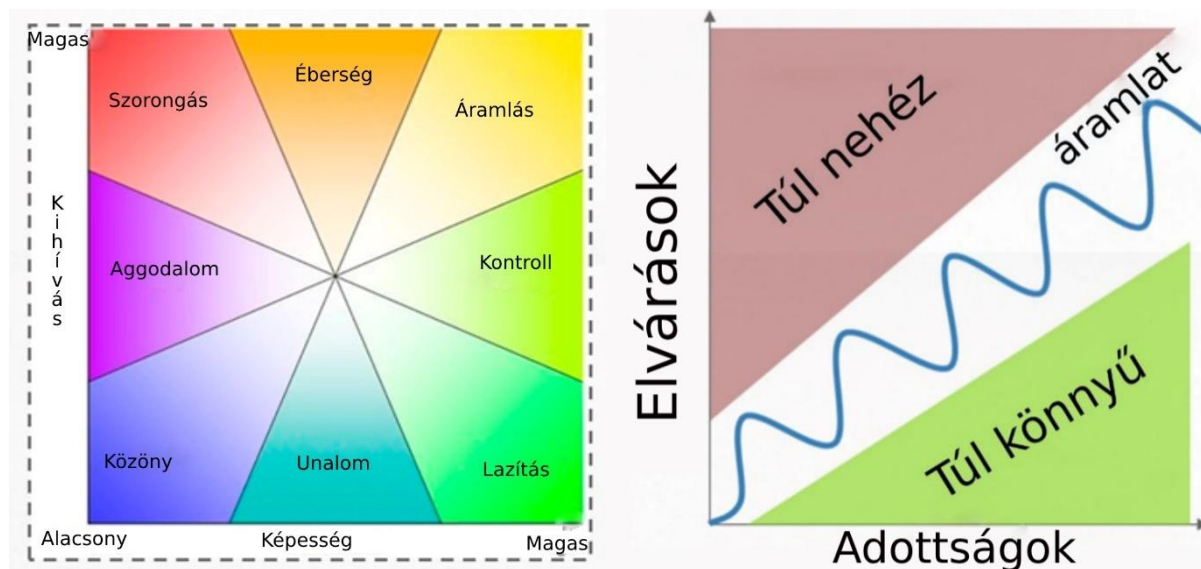 Magas
Szorongás
Éberség
Áramlás
Kihívás
Aggodalom
Kontroll
Közöny
Unalom
Lazítás
Alacsony
Képesség
Magas
Elvárások
Túl nehéz
áramlat
Túl könnyű
Adottságok